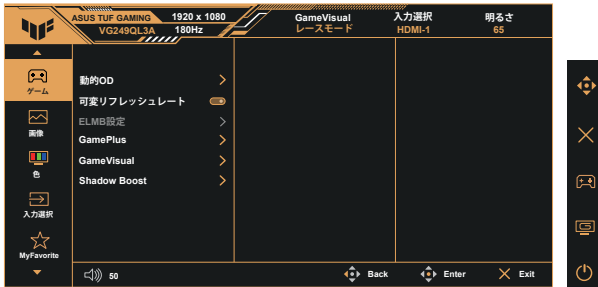 ASUS TUF GAMING 1920 x 1080 GameVisual 入力選択 明るさ
VG249QL3A 180Hz レースモード HDMI-1 65
ゲーム
画像
色
入力選択
MyFavorite
動的OD
可変リフレッシュレート
ELMB設定
GamePlus
GameVisual
Shadow Boost
50 Back Enter Exit